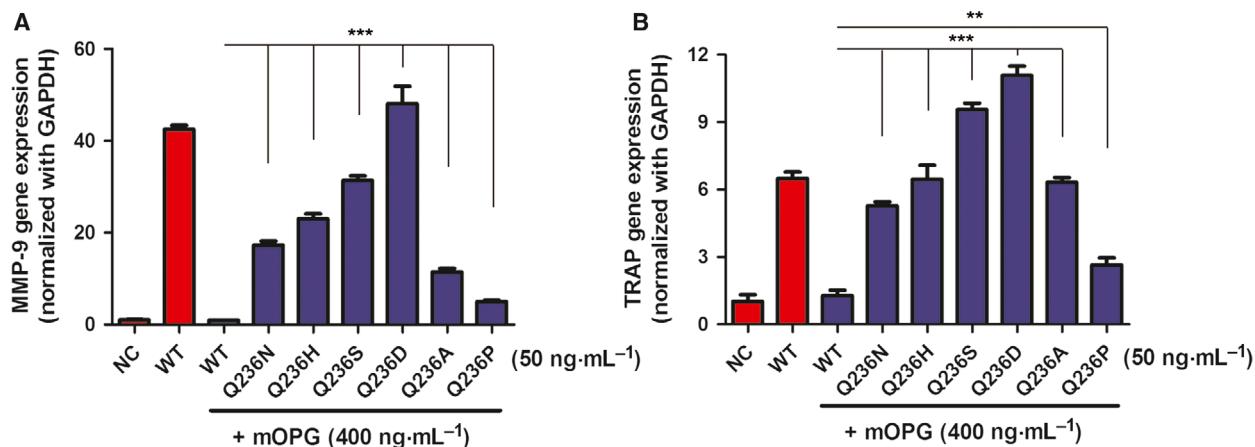 A
MMP-9 gene expression
(normalized with GAPDH)
60
40
20
0
***
NC
WT
WT
Q236N
Q236H
Q236S
Q236D
Q236A
Q236P
(50 ng·mL⁻¹)
+ mOPG (400 ng·mL⁻¹)
B
TRAP gene expression
(normalized with GAPDH)
12
9
6
3
0
**
***
NC
WT
WT
Q236N
Q236H
Q236S
Q236D
Q236A
Q236P
(50 ng·mL⁻¹)
+ mOPG (400 ng·mL⁻¹)